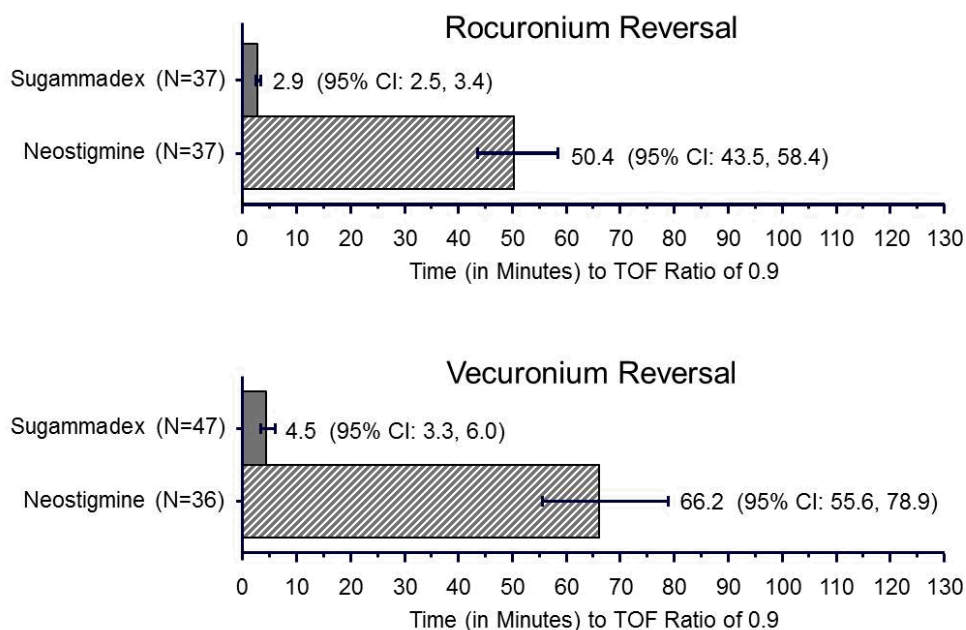 Rocuronium Reversal
Sugammadex (N=37)
2.9 (95% CI: 2.5, 3.4)
Neostigmine (N=37)
50.4 (95% CI: 43.5, 58.4)
0 10 20 30 40 50 60 70 80 90 100 110 120 130
Time (in Minutes) to TOF Ratio of 0.9
Vecuronium Reversal
Sugammadex (N=47)
4.5 (95% CI: 3.3, 6.0)
Neostigmine (N=36)
66.2 (95% CI: 55.6, 78.9)
0 10 20 30 40 50 60 70 80 90 100 110 120 130
Time (in Minutes) to TOF Ratio of 0.9